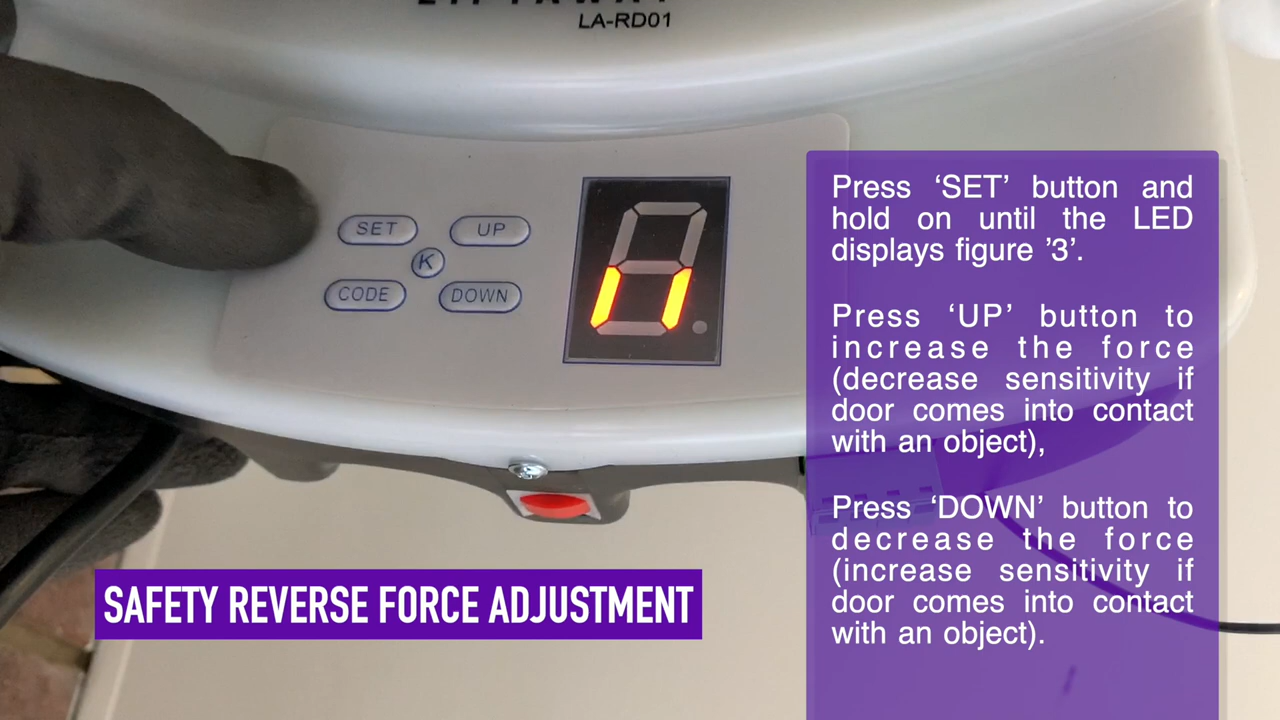 LA-RD01
SET
UP
K
CODE
DOWN
Press ‘SET’ button and
hold on until the LED
displays figure ’3’.
Press ‘UP’ button to
increase the force
(decrease sensitivity if
door comes into contact
with an object),
Press ‘DOWN’ button to
decrease the force
(increase sensitivity if
door comes into contact
with an object).
SAFETY REVERSE FORCE ADJUSTMENT